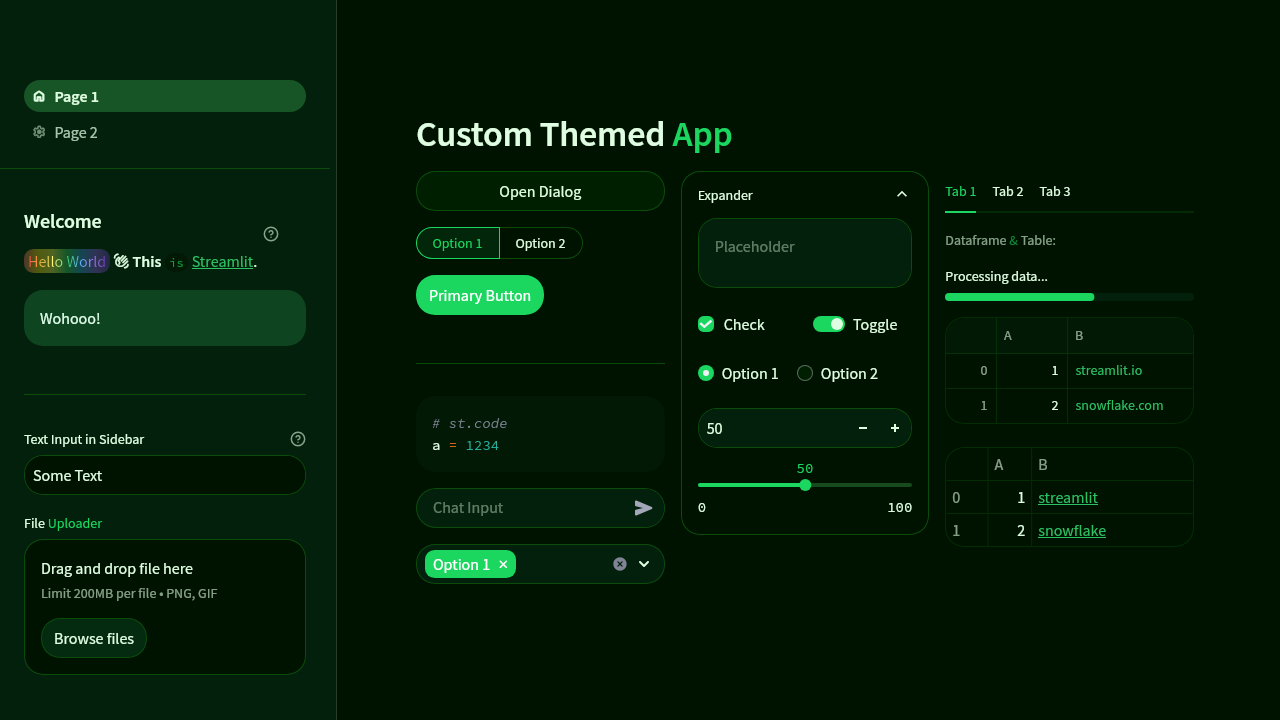 Page 1
Page 2
Welcome
Hello World 👋 This is Streamlit.
Wohooo!
Text Input in Sidebar
Some Text
File Uploader
Drag and drop file here
Limit 200MB per file • PNG, GIF
Browse files
Custom Themed App
Open Dialog
Option 1 Option 2
Primary Button
# st.code
a = 1234
Chat Input
Option 1
Expander
Placeholder
Check Toggle
Option 1 Option 2
50
50
0 100
Tab 1 Tab 2 Tab 3
Dataframe & Table:
Processing data...
A B
0 1 streamlit.io
1 2 snowflake.com
A B
0 1 streamlit
1 2 snowflake